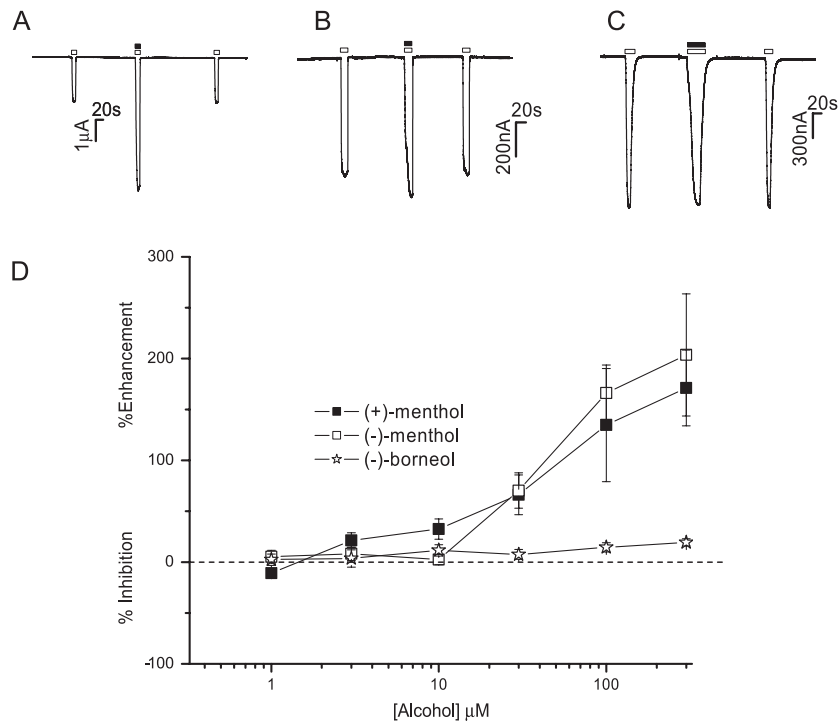 A
B
C
20s
1μA
20s
200nA
20s
300nA
D
300
200
100
0
-100
%Enhancement
% Inhibition
(+)-menthol
(-)-menthol
(-)-borneol
1
10
100
[Alcohol] μM